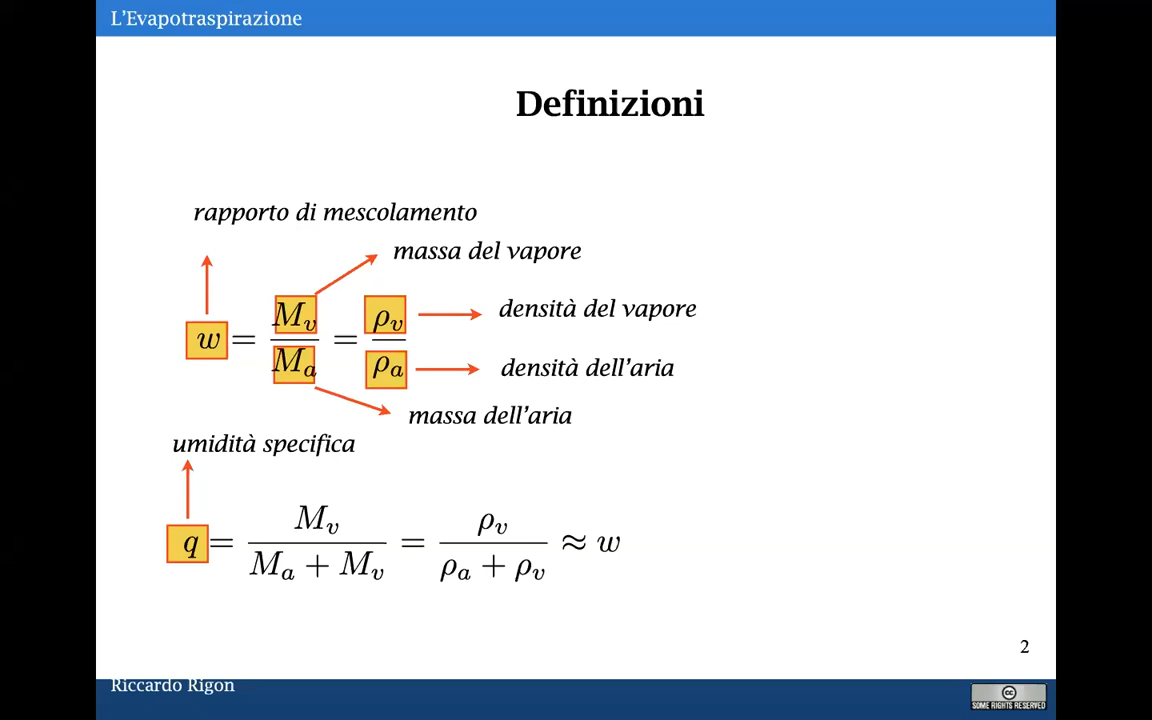 L'Evapotraspirazione
Definizioni
rapporto di mescolamento
massa del vapore
densità del vapore
w = M_v / M_a = ρ_v / ρ_a
densità dell'aria
massa dell'aria
umidità specifica
q = M_v / (M_a + M_v) = ρ_v / (ρ_a + ρ_v) ≈ w
2
Riccardo Rigon
cc
SOME RIGHTS RESERVED